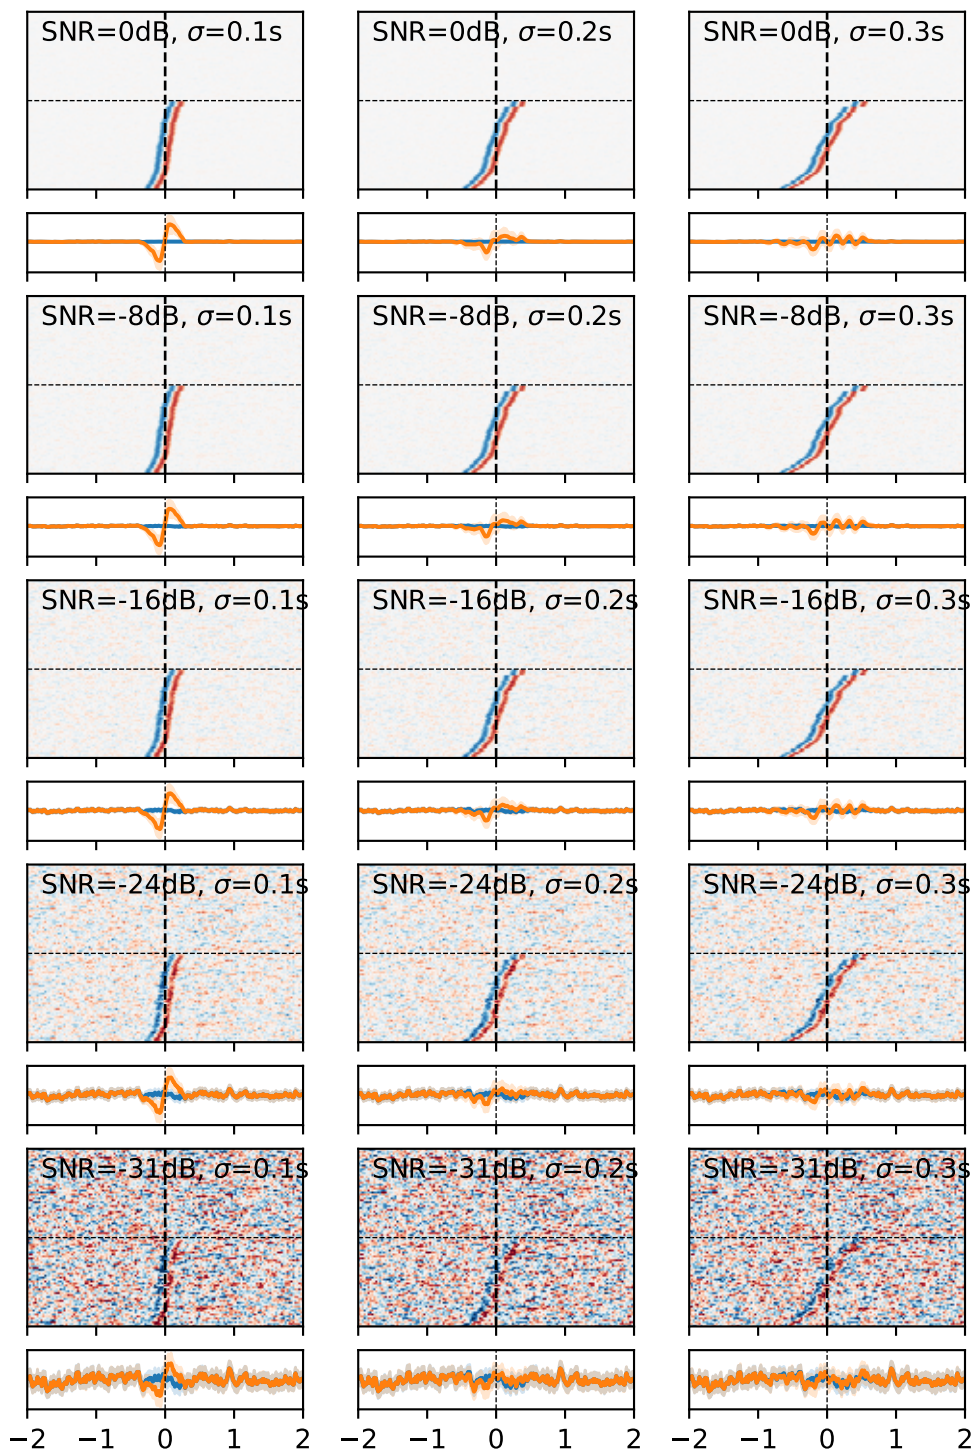 SNR=0dB, σ=0.1s
SNR=0dB, σ=0.2s
SNR=0dB, σ=0.3s
−2 −1 0 1 2
SNR=-8dB, σ=0.1s
SNR=-8dB, σ=0.2s
SNR=-8dB, σ=0.3s
−2 −1 0 1 2
SNR=-16dB, σ=0.1s
SNR=-16dB, σ=0.2s
SNR=-16dB, σ=0.3s
−2 −1 0 1 2
SNR=-24dB, σ=0.1s
SNR=-24dB, σ=0.2s
SNR=-24dB, σ=0.3s
SNR=-31dB, σ=0.1s
SNR=-31dB, σ=0.2s
SNR=-31dB, σ=0.3s